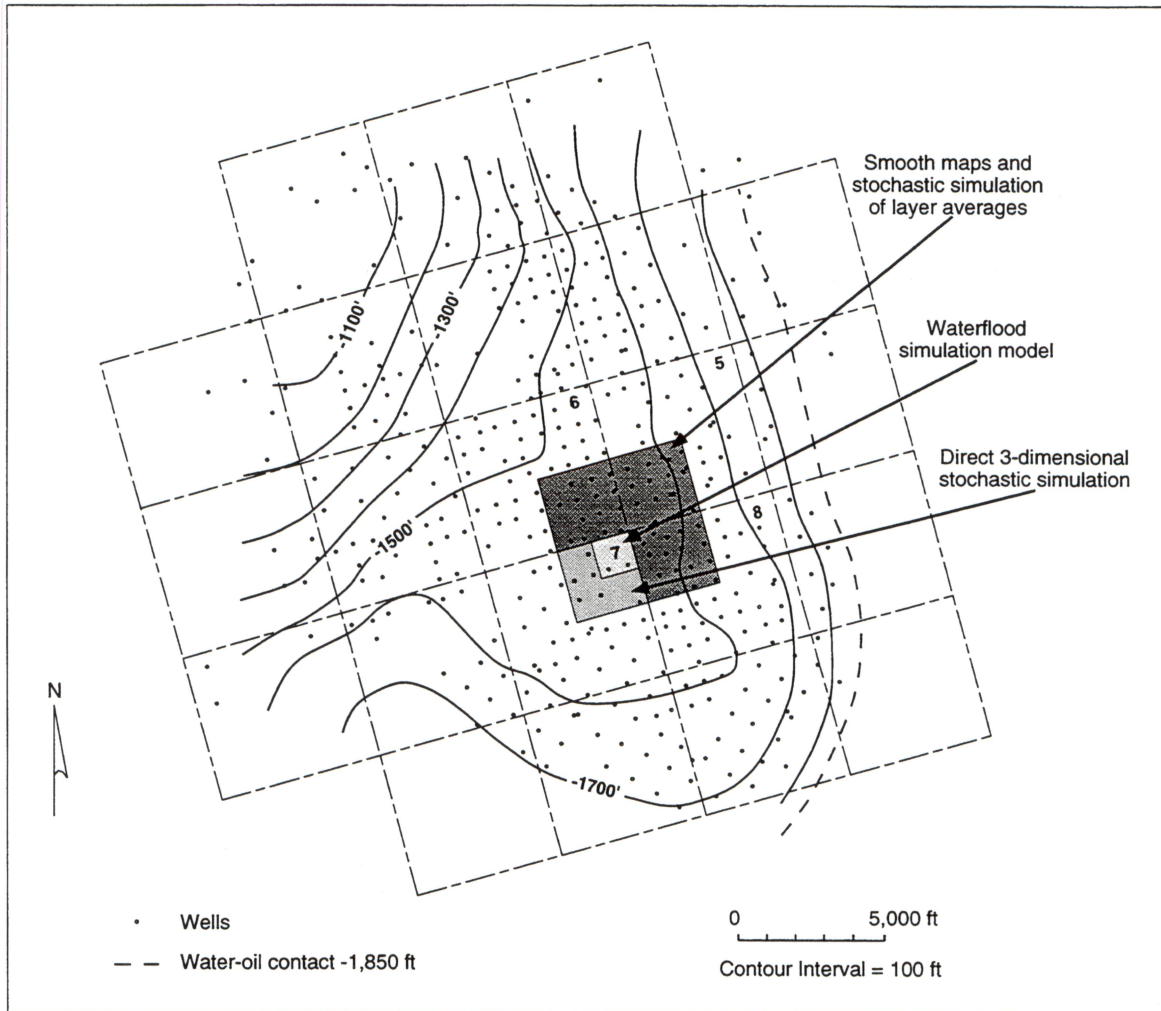 Smooth maps and
stochastic simulation
of layer averages
-1100'
-1300'
Waterflood
simulation model
5
6
Direct 3-dimensional
stochastic simulation
8
-1500'
7
N
-1700'
Wells
0 5,000 ft
Water-oil contact -1,850 ft
Contour Interval = 100 ft